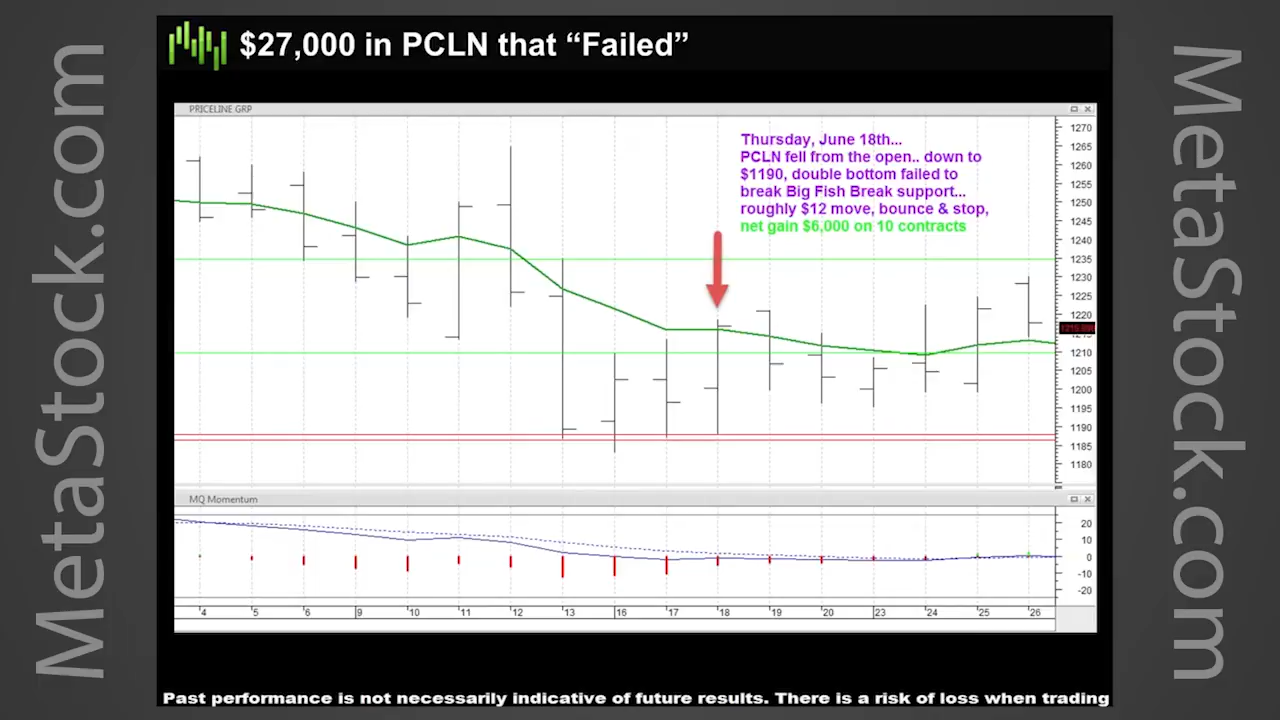 $27,000 in PCLN that “Failed”
MetaStock.com
MetaStock.com
PRICELINE.GRP
Thursday, June 18th...
PCLN fell from the open.. down to
$1190, double bottom failed to
break Big Fish Break support...
roughly $12 move, bounce & stop,
net gain $6,000 on 10 contracts
1270
1265
1260
1255
1250
1245
1240
1235
1230
1225
1220
1210
1205
1200
1195
1190
1185
1180
MQ Momentum
20
10
0
-10
-20
4 5 6 9 10 11 12 13 16 17 18 19 20 23 24 25 26
Past performance is not necessarily indicative of future results. There is a risk of loss when trading